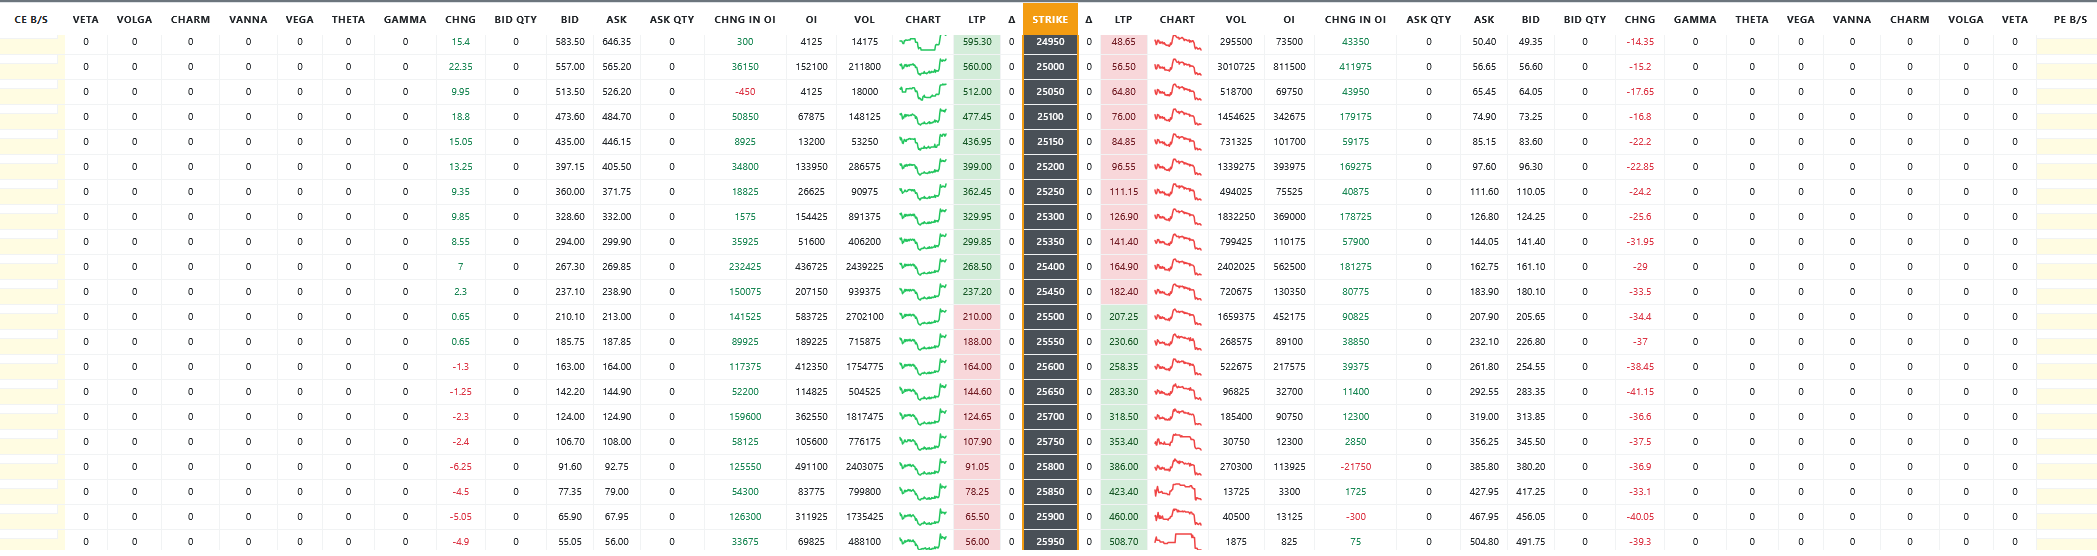 CE B/S VETA VOLGA CHARM VANNA VEGA THETA GAMMA CHNG BID QTY BID ASK ASK QTY CHNG IN OI OI VOL CHART LTP Δ STRIKE Δ LTP CHART VOL OI CHNG IN OI ASK QTY ASK BID BID QTY CHNG GAMMA THETA VEGA VANNA CHARM VOLGA VETA PE B/S
0 0 0 0 0 0 0 15.4 0 583.50 646.35 0 300 4125 14175 595.30 0 24950 0 48.65 295500 73500 43350 0 50.40 49.35 0 -14.35 0 0 0 0 0 0 0
0 0 0 0 0 0 0 22.35 0 557.00 565.20 0 36150 152100 211800 560.00 0 25000 0 56.50 3010725 811500 411975 0 56.65 56.60 0 -15.2 0 0 0 0 0 0 0
0 0 0 0 0 0 0 9.95 0 513.50 526.20 0 -450 4125 18000 512.00 0 25050 0 64.80 518700 69750 43950 0 65.45 64.05 0 -17.65 0 0 0 0 0 0 0
0 0 0 0 0 0 0 18.8 0 473.60 484.70 0 50850 67875 148125 477.45 0 25100 0 76.00 1454625 342675 179175 0 74.90 73.25 0 -16.8 0 0 0 0 0 0 0
0 0 0 0 0 0 0 15.05 0 435.00 446.15 0 8925 13200 53250 436.95 0 25150 0 84.85 731325 101700 59175 0 85.15 83.60 0 -22.2 0 0 0 0 0 0 0
0 0 0 0 0 0 0 13.25 0 397.15 405.50 0 34800 133950 286575 399.00 0 25200 0 96.55 1339275 393975 169275 0 97.60 96.30 0 -22.85 0 0 0 0 0 0 0
0 0 0 0 0 0 0 9.35 0 360.00 371.75 0 18825 26625 90975 362.45 0 25250 0 111.15 494025 75525 40875 0 111.60 110.05 0 -24.2 0 0 0 0 0 0 0
0 0 0 0 0 0 0 9.85 0 328.60 332.00 0 1575 154425 891375 329.95 0 25300 0 126.90 1832250 369000 178725 0 126.80 124.25 0 -25.6 0 0 0 0 0 0 0
0 0 0 0 0 0 0 8.55 0 294.00 299.90 0 35925 51600 406200 299.85 0 25350 0 141.40 799425 110175 57900 0 144.05 141.40 0 -31.95 0 0 0 0 0 0 0
0 0 0 0 0 0 0 7 0 267.30 269.85 0 232425 436725 2439225 268.50 0 25400 0 164.90 2402025 562500 181275 0 162.75 161.10 0 -29 0 0 0 0 0 0 0
0 0 0 0 0 0 0 2.3 0 237.10 238.90 0 150075 207150 939375 237.20 0 25450 0 182.40 720675 130350 80775 0 183.90 180.10 0 -33.5 0 0 0 0 0 0 0
0 0 0 0 0 0 0 0.65 0 210.10 213.00 0 141525 583725 2702100 210.00 0 25500 0 207.25 1659375 452175 90825 0 207.90 205.65 0 -34.4 0 0 0 0 0 0 0
0 0 0 0 0 0 0 0.65 0 185.75 187.85 0 89925 189225 715875 188.00 0 25550 0 230.60 268575 89100 38850 0 232.10 226.80 0 -37 0 0 0 0 0 0 0
0 0 0 0 0 0 0 -1.3 0 163.00 164.00 0 117375 412350 1754775 164.00 0 25600 0 258.35 522675 217575 39375 0 261.80 254.55 0 -38.45 0 0 0 0 0 0 0
0 0 0 0 0 0 0 -1.25 0 142.20 144.90 0 52200 114825 504525 144.60 0 25650 0 283.30 96825 32700 11400 0 292.55 283.35 0 -41.15 0 0 0 0 0 0 0
0 0 0 0 0 0 0 -2.3 0 124.00 124.90 0 159600 362550 1817475 124.65 0 25700 0 318.50 185400 90750 12300 0 319.00 313.85 0 -36.6 0 0 0 0 0 0 0
0 0 0 0 0 0 0 -2.4 0 106.70 108.00 0 58125 105600 776175 107.90 0 25750 0 353.40 30750 12300 2850 0 356.25 345.50 0 -37.5 0 0 0 0 0 0 0
0 0 0 0 0 0 0 -6.25 0 91.60 92.75 0 125550 491100 2403075 91.05 0 25800 0 386.00 270300 113925 -21750 0 385.80 380.20 0 -36.9 0 0 0 0 0 0 0
0 0 0 0 0 0 0 -4.5 0 77.35 79.00 0 54300 83775 799800 78.25 0 25850 0 423.40 13725 3300 1725 0 427.95 417.25 0 -33.1 0 0 0 0 0 0 0
0 0 0 0 0 0 0 -5.05 0 65.90 67.95 0 126300 311925 1735425 65.50 0 25900 0 460.00 40500 13125 -300 0 467.95 456.05 0 -40.05 0 0 0 0 0 0 0
0 0 0 0 0 0 0 -4.9 0 55.05 56.00 0 33675 69825 488100 56.00 0 25950 0 508.70 1875 825 75 0 504.80 491.75 0 -39.3 0 0 0 0 0 0 0